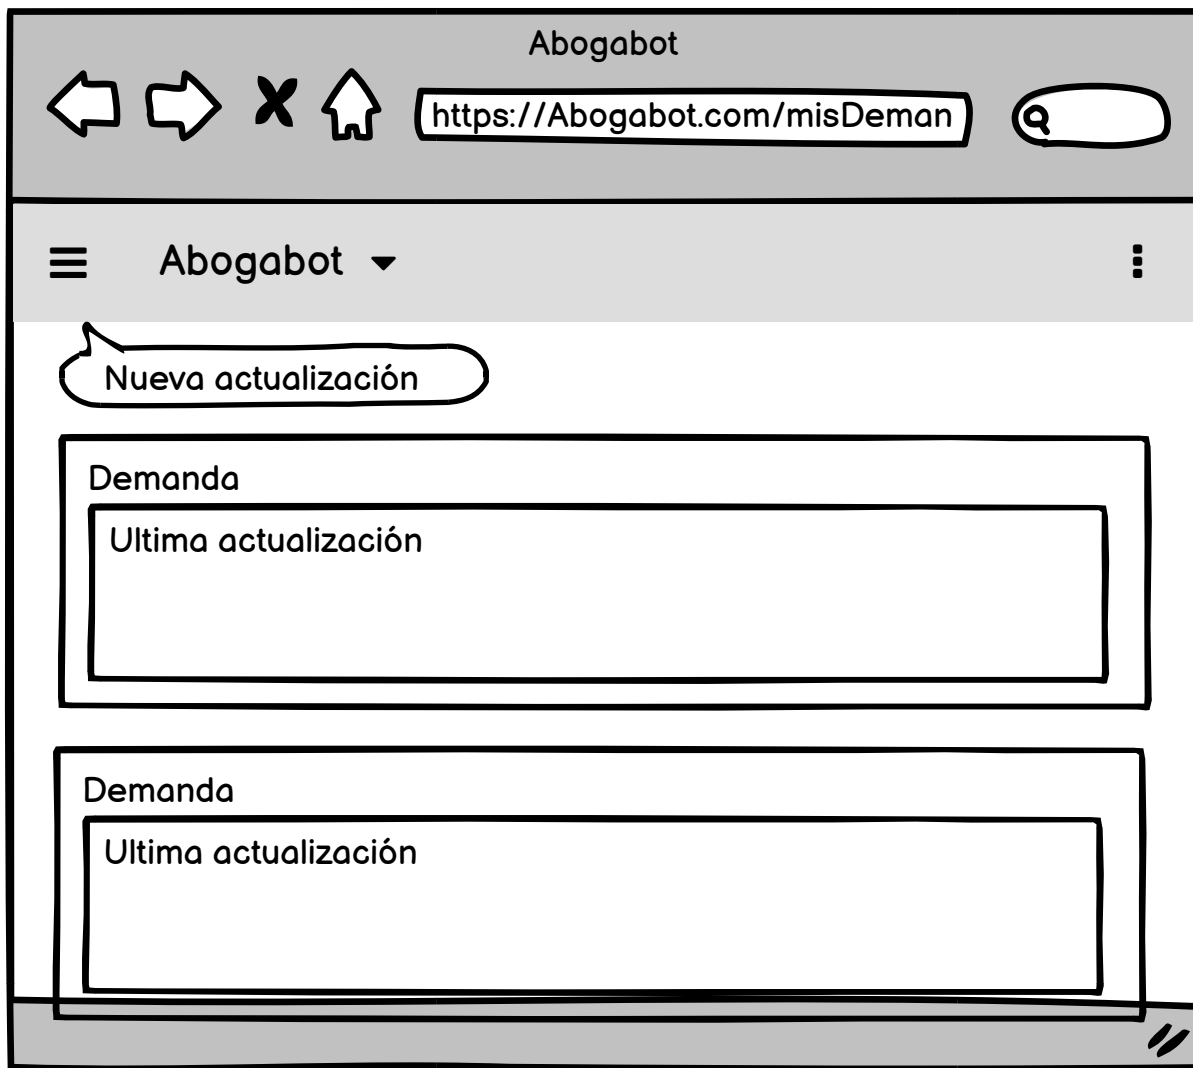 Abogabot
https://Abogabot.com/misDeman
Abogabot
Nueva actualización
Demanda
Ultima actualización
Demanda
Ultima actualización